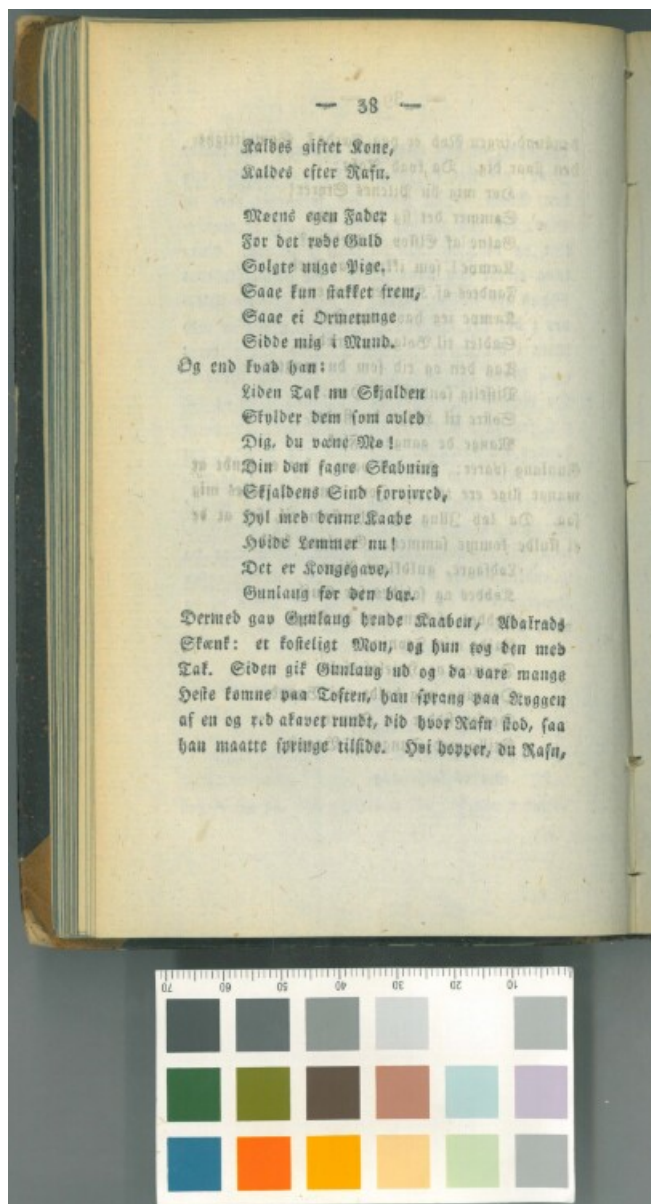 — 38 —
Kaldes giftet Kone,
Kaldes efter Rafn.
Møens egen Fader
For det røde Guld
Solgte unge Pige.
Saae kun stakket frem,
Saae ei Ormetunge
Sidde mig i Mund.
Og end kvad han:
Liden Tak nu Skjalden
Skylder dem som avled
Dig, du væne Mø!
Din den fagre Skabning
Skjaldens Sind forvirred,
Hyl med denne Kaabe
Hvide Lemmer nu!
Det er Kongegave,
Gunlaug før den bar.
Dermed gav Gunlaug hende Kaaben, Adalrads
Skænk: et kosteligt Mon, og hun tog den med
Tak. Siden gik Gunlaug ud og da vare mange
Heste komne paa Toften, han sprang paa Ryggen
af en og red akavet rundt, did hvor Rafn stod, saa
han maatte springe tilside. Hvi hopper, du Rafn,
70 60 50 40 30 20 10